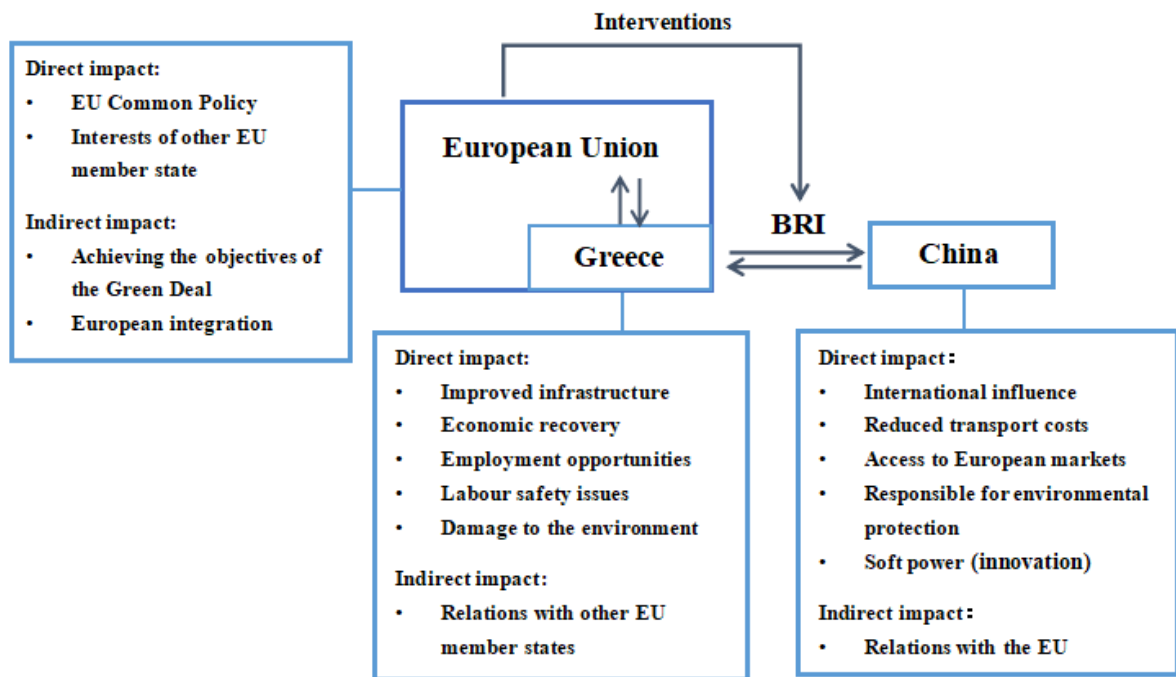 Interventions
Direct impact:
• EU Common Policy
• Interests of other EU
member state
Indirect impact:
• Achieving the objectives of
the Green Deal
• European integration
European Union
Greece
BRI
China
Direct impact:
• Improved infrastructure
• Economic recovery
• Employment opportunities
• Labour safety issues
• Damage to the environment
Indirect impact:
• Relations with other EU
member states
Direct impact：
• International influence
• Reduced transport costs
• Access to European markets
• Responsible for environmental
protection
• Soft power (innovation)
Indirect impact：
• Relations with the EU